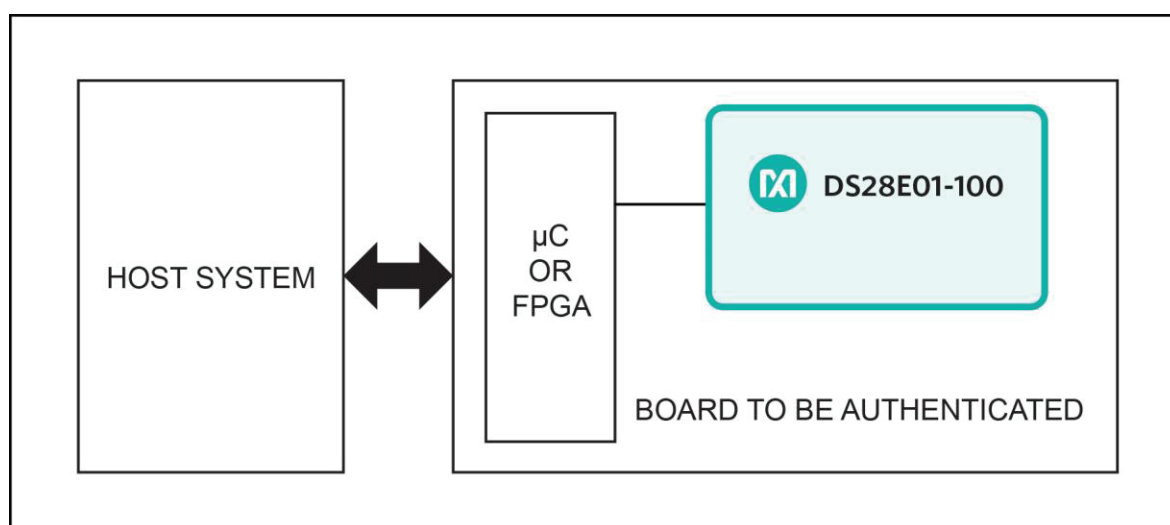 HOST SYSTEM
µC
OR
FPGA
DS28E01-100
BOARD TO BE AUTHENTICATED